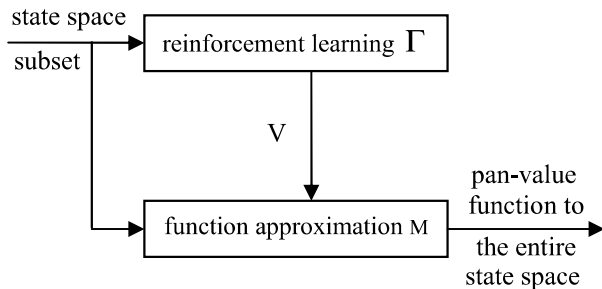 state space
subset
reinforcement learning Γ
V
function approximation M
pan-value
function to
the entire
state space